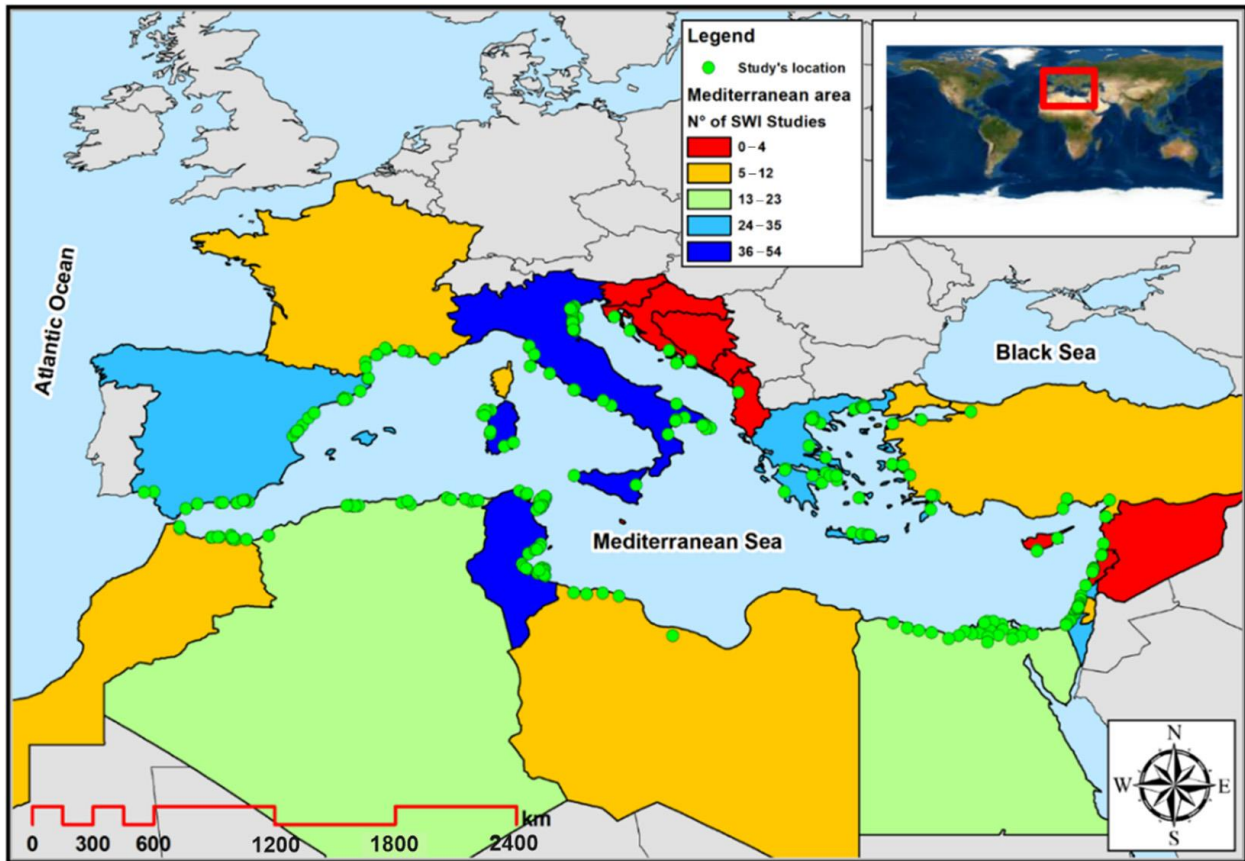 Legend
Study's location
Mediterranean area
N° of SWI Studies
0–4
5–12
13–23
24–35
36–54
Atlantic Ocean
Black Sea
Mediterranean Sea
N
W
E
S
km
0 300 600 1200 1800 2400